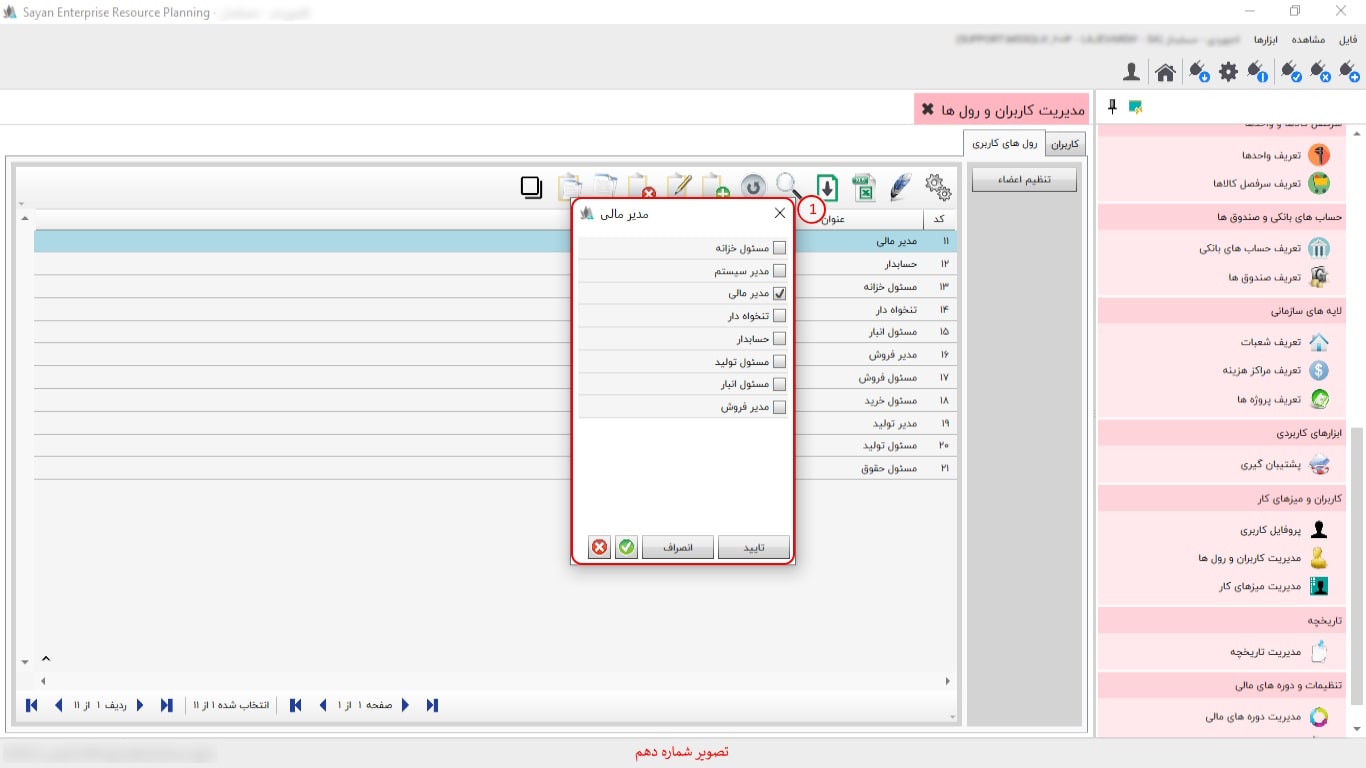 Sayan Enterprise Resource Planning -
فایل مشاهده ابزارها
مدیریت کاربران و رول ها
کاربران
رول های کاربری
تنظیم اعضاء
کد
عنوان
۱۱ مدیر مالی
۱۲ حسابدار
۱۳ مسئول خزانه
۱۴ تنخواه دار
۱۵ مسئول انبار
۱۶ مدیر فروش
۱۷ مسئول فروش
۱۸ مسئول خرید
۱۹ مدیر تولید
۲۰ مسئول تولید
۲۱ مسئول حقوق
1
مدیر مالی
مسئول خزانه
مدیر سیستم
مدیر مالی
تنخواه دار
حسابدار
مسئول تولید
مسئول انبار
مدیر فروش
تایید
انصراف
صفحه ۱ از ۱
انتخاب شده ۱ از ۱۱
ردیف ۱ از ۱۱
سرفصل کالاها و واحدها
تعریف واحدها
تعریف سرفصل کالاها
حساب های بانکی و صندوق ها
تعریف حساب های بانکی
تعریف صندوق ها
لایه های سازمانی
تعریف شعبات
تعریف مراکز هزینه
تعریف پروژه ها
ابزارهای کاربردی
پشتیبان گیری
کاربران و میزهای کار
پروفایل کاربری
مدیریت کاربران و رول ها
مدیریت میزهای کار
تاریخچه
مدیریت تاریخچه
تنظیمات و دوره های مالی
مدیریت دوره های مالی
تصویر شماره دهم